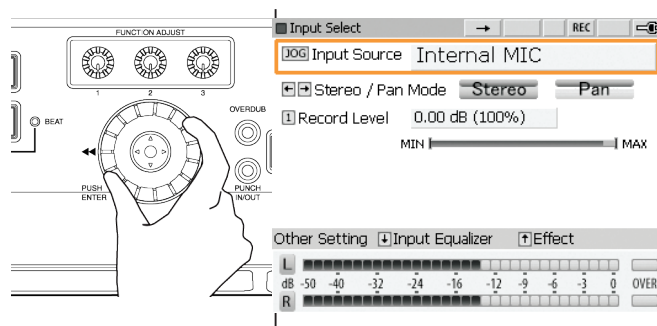 FUNCTION ADJUST
1 2 3
OVERDUB
BEAT
PUSH
ENTER
PUNCH
IN/OUT
Input Select → REC
JOG Input Source Internal MIC
←→ Stereo / Pan Mode Stereo Pan
1 Record Level 0.00 dB (100%)
MIN MAX
Other Setting ↓ Input Equalizer ↑ Effect
L
dB -50 -40 -32 -24 -16 -12 -9 -6 -3 0 OVER
R